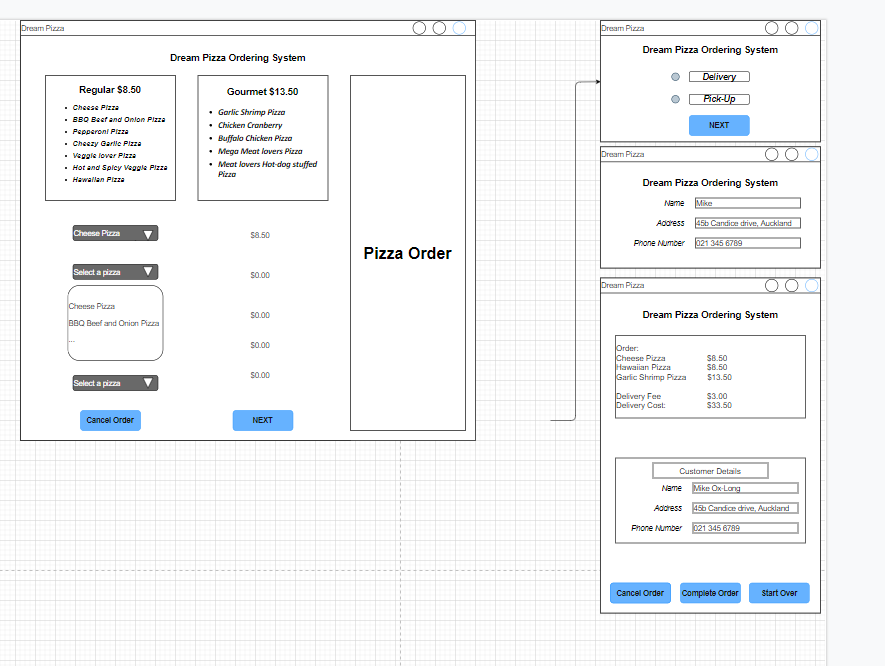 Dream Pizza
Dream Pizza Ordering System
Regular $8.50
Cheese Pizza
BBQ Beef and Onion Pizza
Pepperoni Pizza
Cheezy Garlic Pizza
Veggie lover Pizza
Hot and Spicy Veggie Pizza
Hawaiian Pizza
Gourmet $13.50
Garlic Shrimp Pizza
Chicken Cranberry
Buffalo Chicken Pizza
Mega Meat lovers Pizza
Meat lovers Hot-dog stuffed
Pizza
Cheese Pizza
$8.50
Select a pizza
$0.00
Cheese Pizza
$0.00
BBQ Beef and Onion Pizza
...
$0.00
Select a pizza
$0.00
Cancel Order
NEXT
Pizza Order
Dream Pizza
Dream Pizza Ordering System
Delivery
Pick-Up
NEXT
Dream Pizza
Dream Pizza Ordering System
Name Mike
Address 45b Candice drive, Auckland
Phone Number 021 345 6789
Dream Pizza
Dream Pizza Ordering System
Order:
Cheese Pizza $8.50
Hawaiian Pizza $8.50
Garlic Shrimp Pizza $13.50
Delivery Fee $3.00
Delivery Cost: $33.50
Customer Details
Name Mike Ox-Long
Address 45b Candice drive, Auckland
Phone Number 021 345 6789
Cancel Order
Complete Order
Start Over